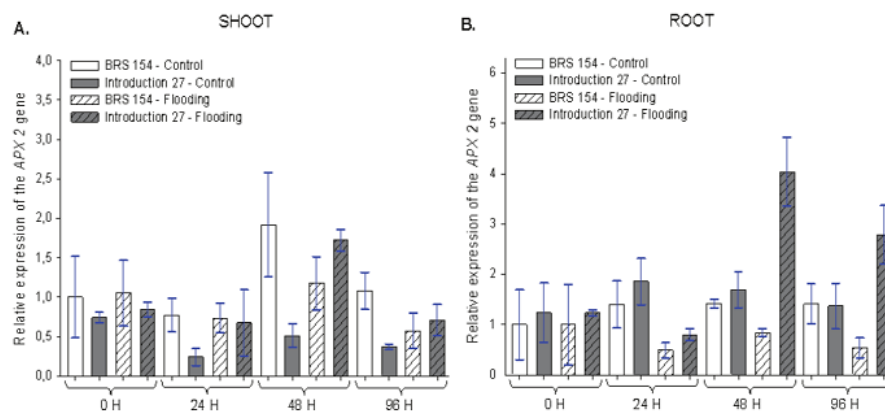 A.
SHOOT
Relative expression of the APX 2 gene
4,0
3,5
3,0
2,5
2,0
1,5
1,0
0,5
0,0
BRS 154 - Control
Introduction 27 - Control
BRS 154 - Flooding
Introduction 27 - Flooding
0 H
24 H
48 H
96 H
B.
ROOT
Relative expression of the APX 2 gene
6
5
4
3
2
1
0
BRS 154 - Control
Introduction 27 - Control
BRS 154 - Flooding
Introduction 27 - Flooding
0 H
24 H
48 H
96 H